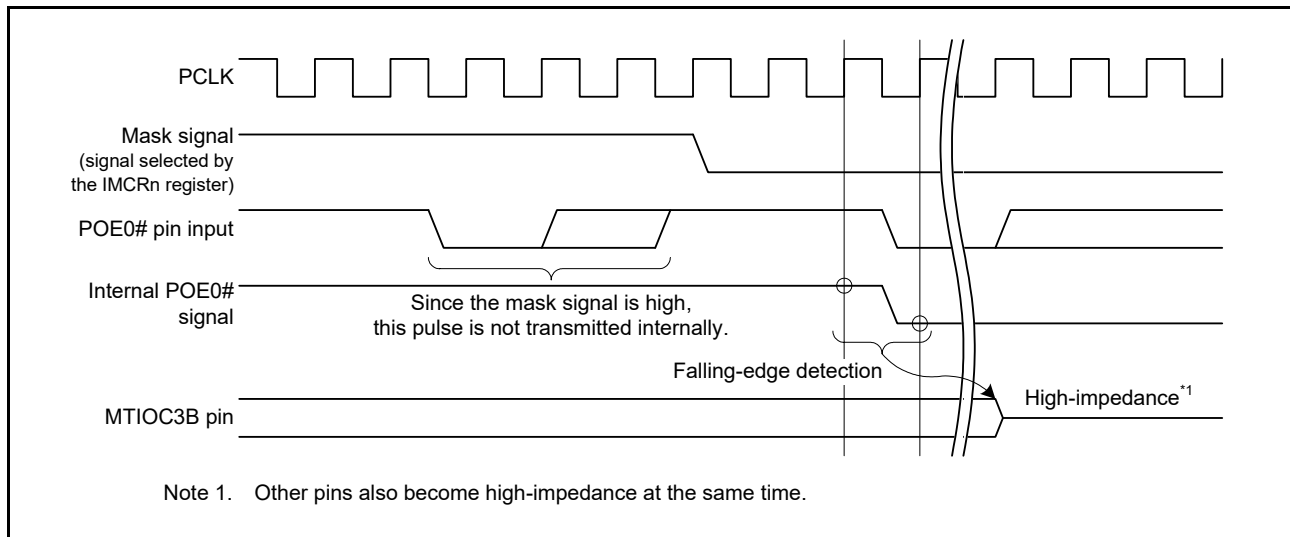 PCLK
Mask signal
(signal selected by
the IMCRn register)
POE0# pin input
Internal POE0#
signal
Since the mask signal is high,
this pulse is not transmitted internally.
Falling-edge detection
High-impedance*1
MTIOC3B pin
Note 1. Other pins also become high-impedance at the same time.